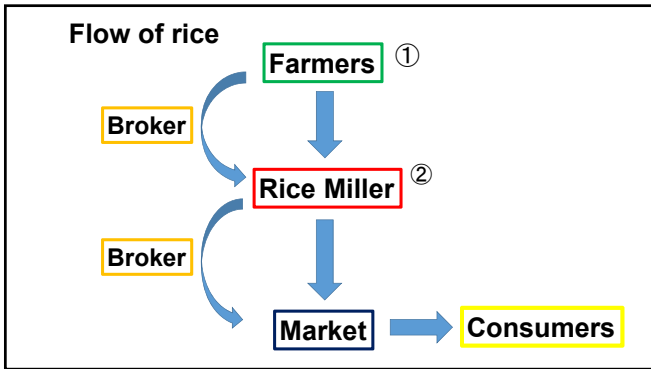 Flow of rice
Farmers ①
Broker
Rice Miller ②
Broker
Market
Consumers